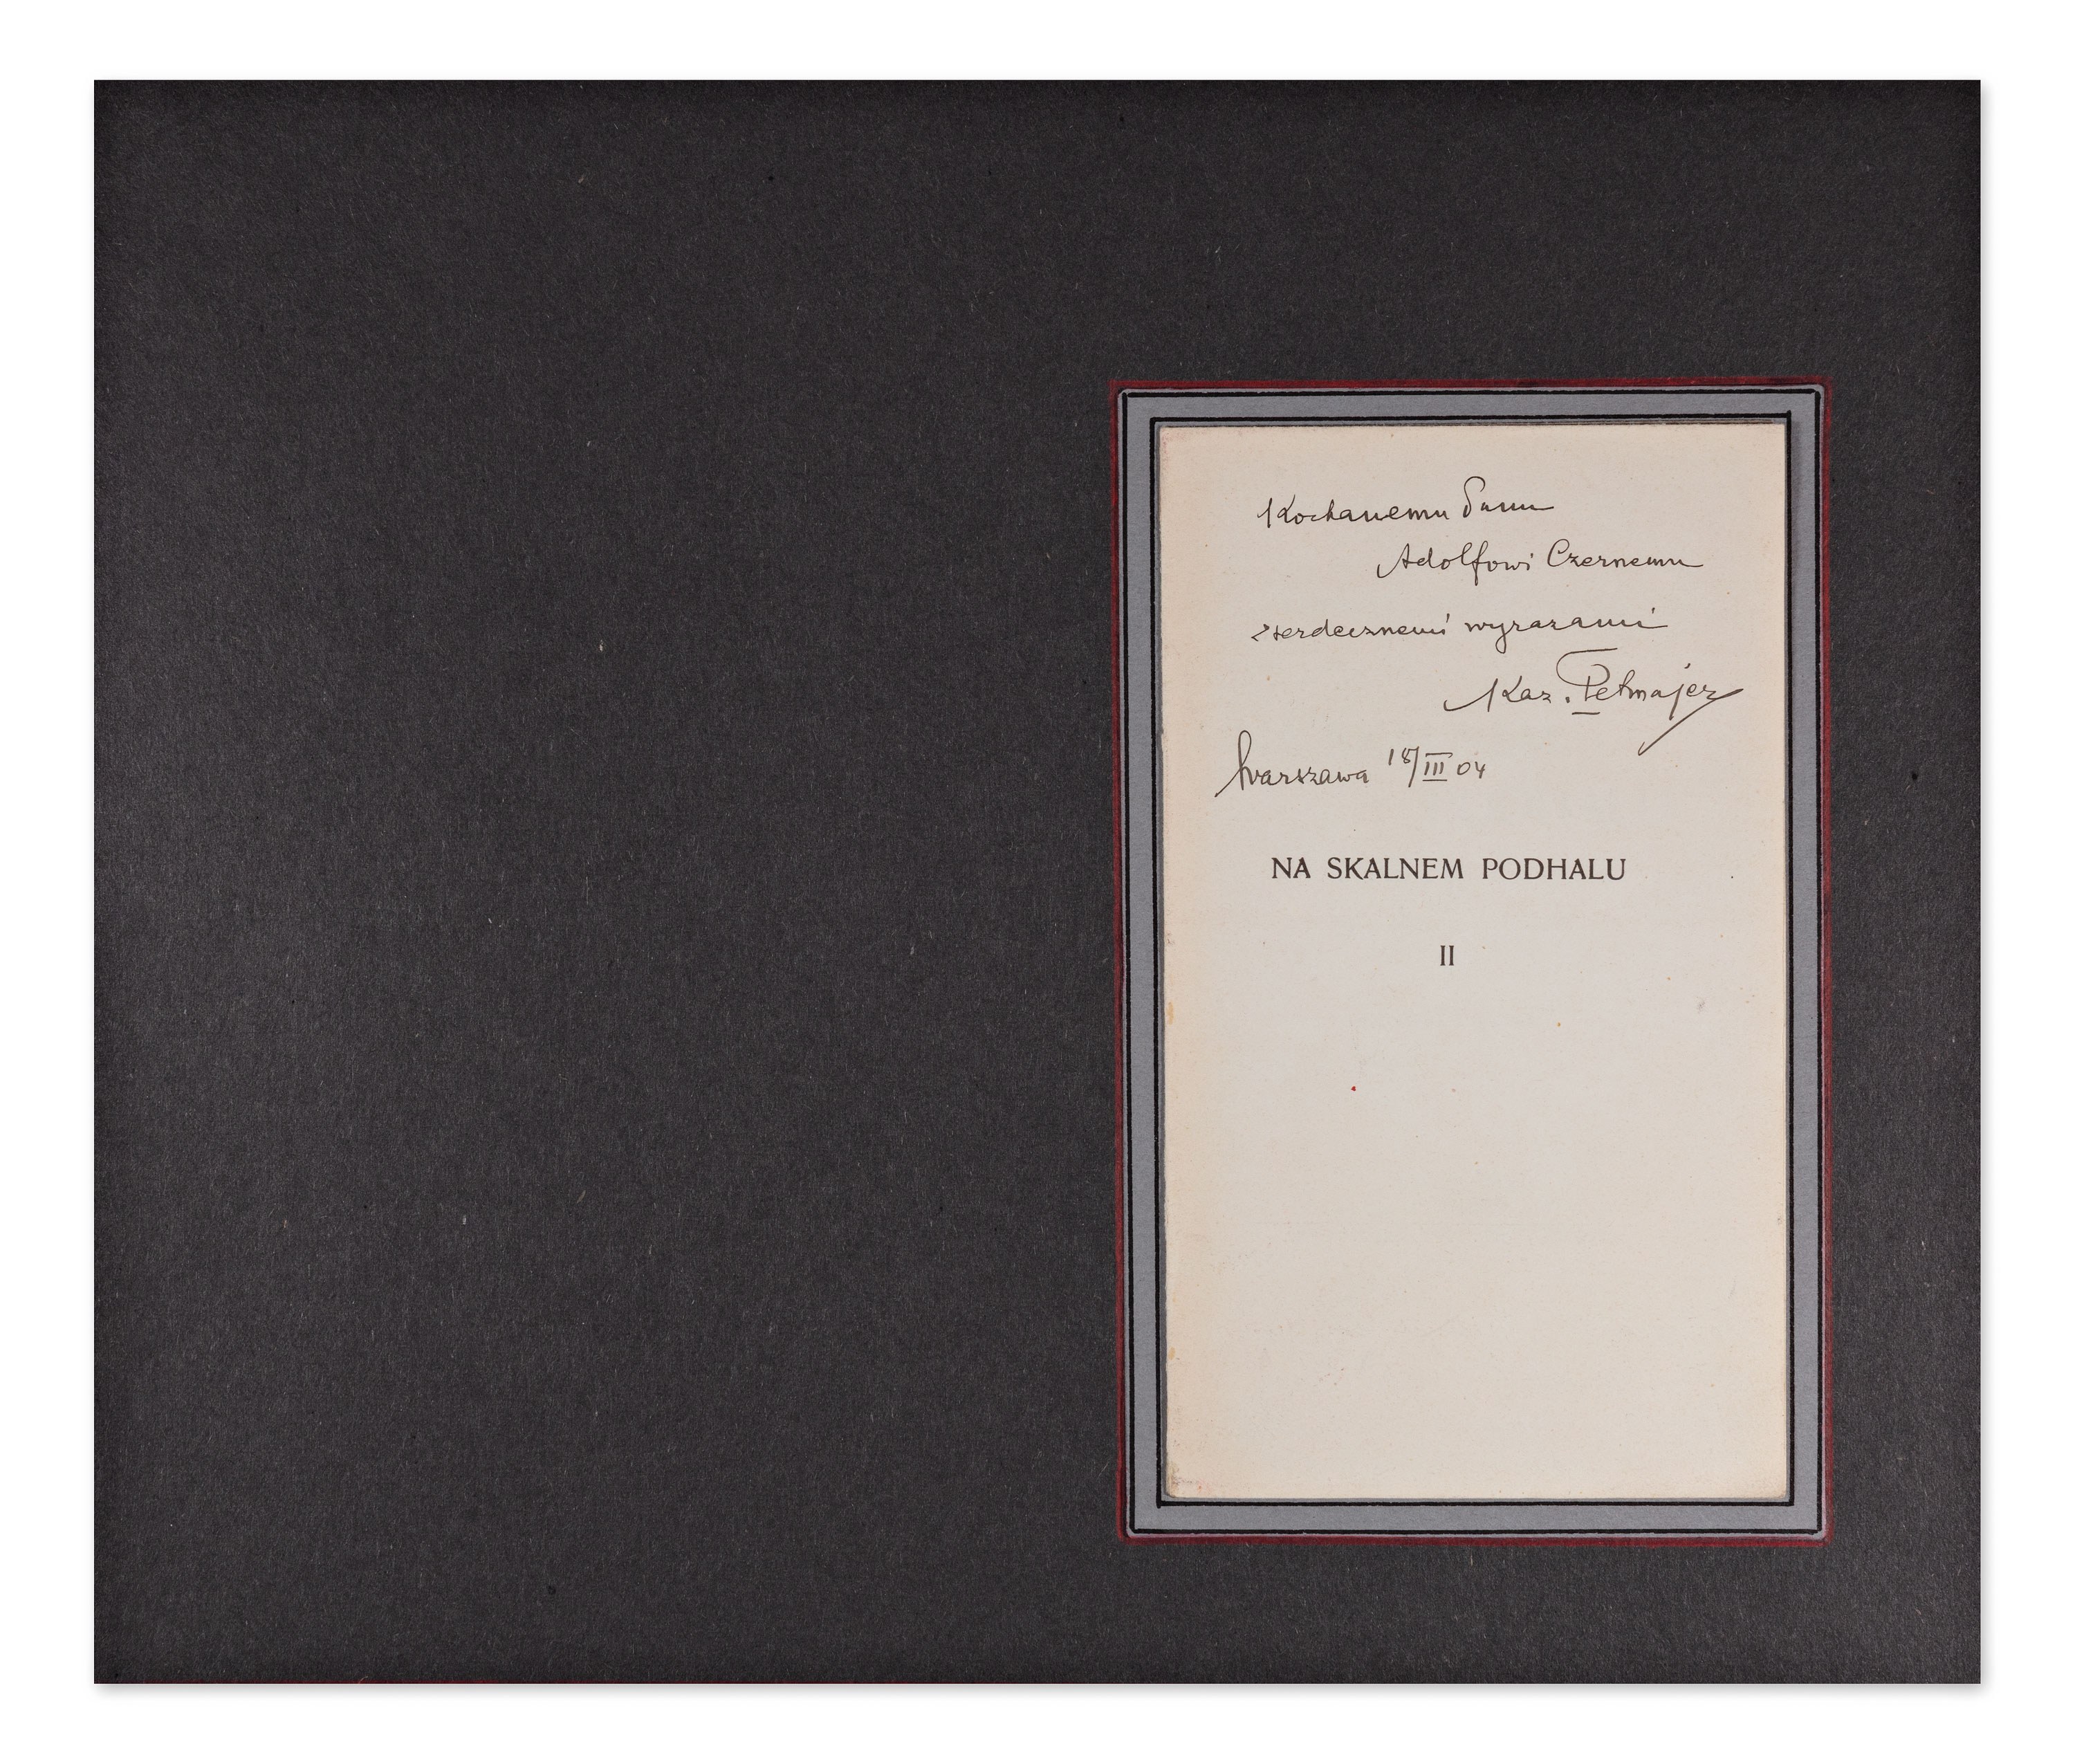 Kochanemu Panu
Adolfowi Czernemu
z serdecznemi wyrazami
Kaz. Tetmajer
Warszawa 18/III 04
NA SKALNEM PODHALU
II